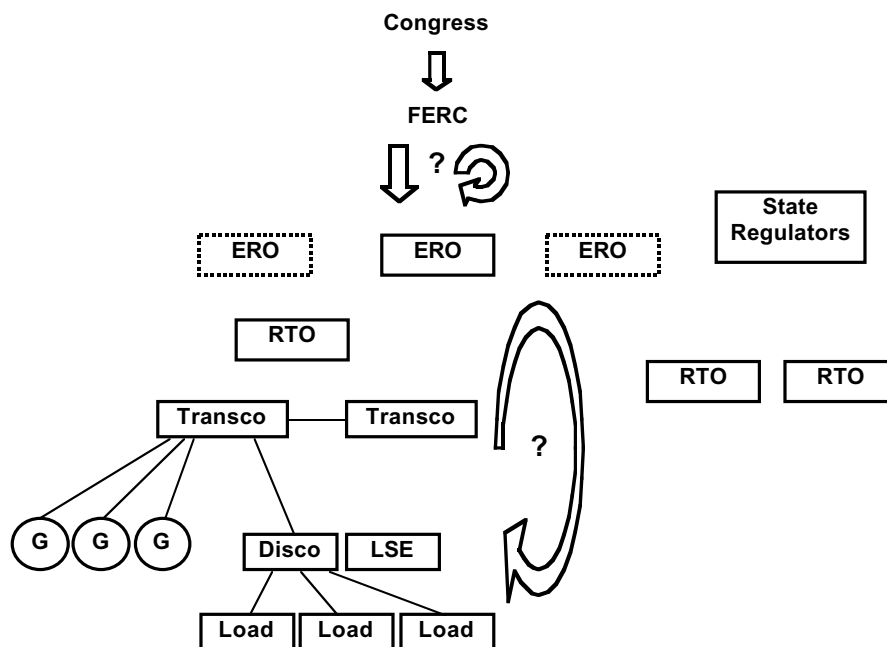 Congress
FERC
?
ERO
ERO
ERO
State
Regulators
RTO
RTO
RTO
Transco
Transco
?
G
G
G
Disco
LSE
Load
Load
Load